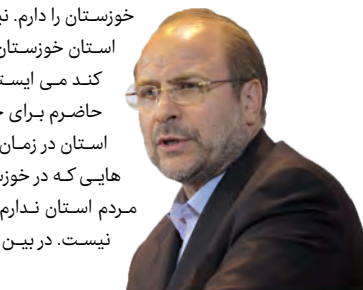 خوزستان را دارم.
استان خوزستان
کند می
حاضرم برای
استان در زمان
هایی که در
مردم استان ندارم
نیست. در بین